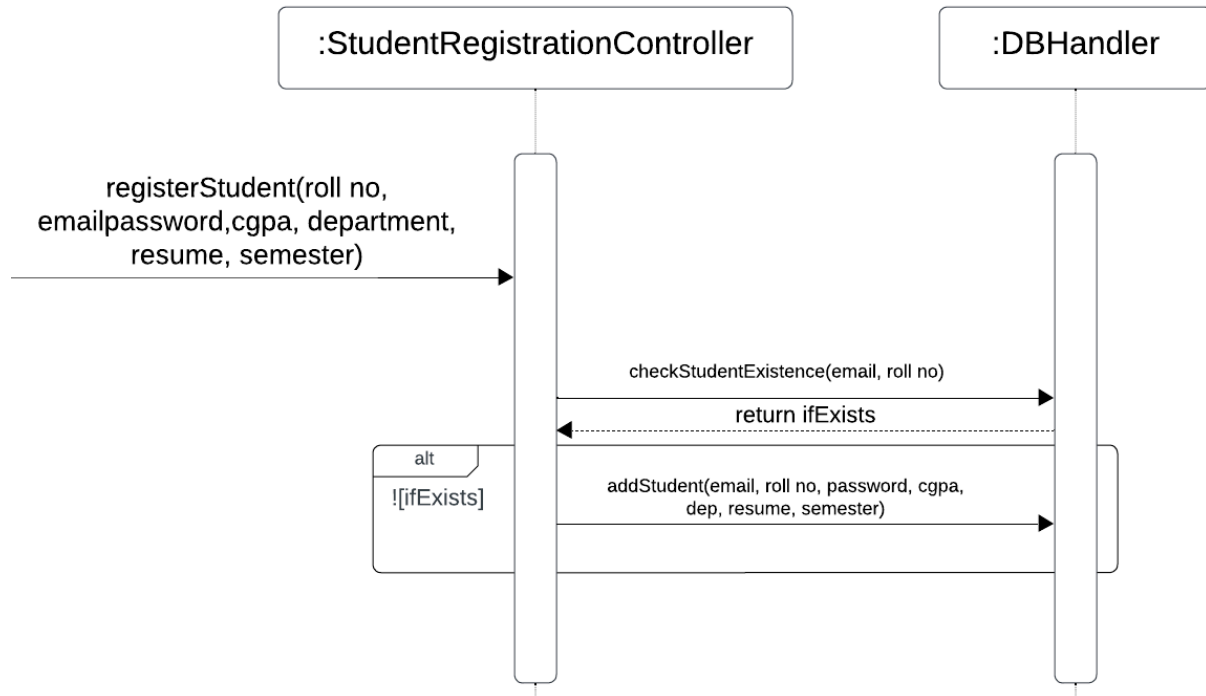 :StudentRegistrationController
:DBHandler
registerStudent(roll no,
emailpassword,cgpa, department,
resume, semester)
checkStudentExistence(email, roll no)
return ifExists
alt
![ifExists]
addStudent(email, roll no, password, cgpa,
dep, resume, semester)